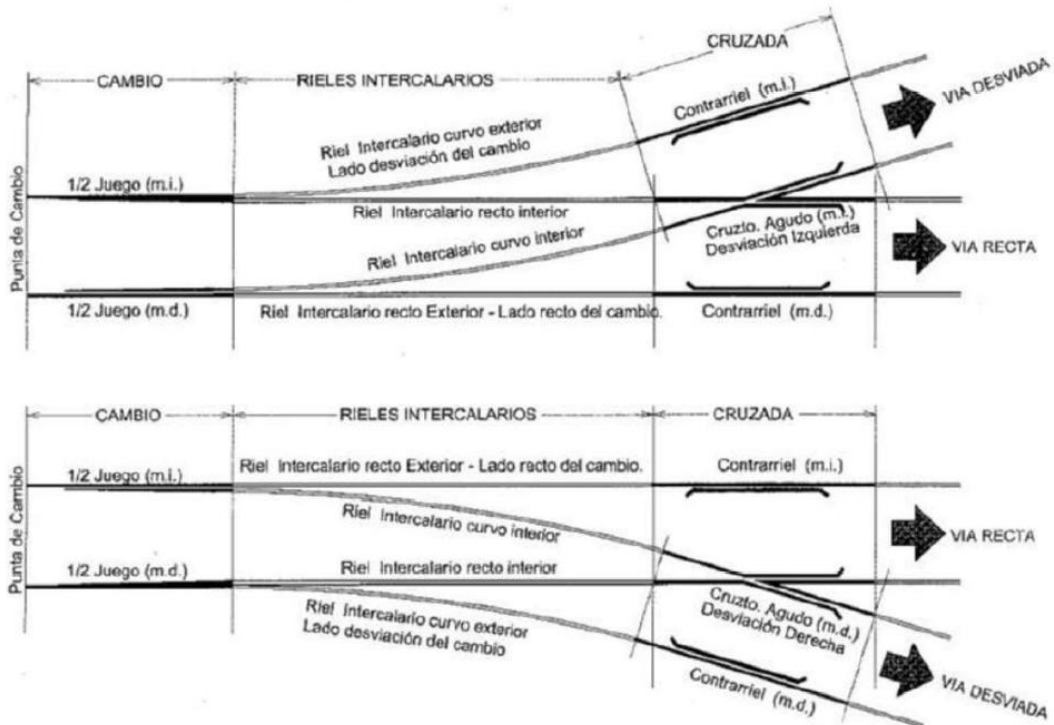 CRUZADA
CAMBIO
RIELES INTERCALARIOS
Contrarriel (m.i.)
VIA DESVIADA
Riel Intercalario curvo exterior
Lado desviación del cambio
1/2 Juego (m.i.)
Punta de Cambio
Riel Intercalario recto interior
Cruzto. Agudo (m.i.)
Desviación Izquierda
Riel Intercalario curvo interior
VIA RECTA
1/2 Juego (m.d.)
Riel Intercalario recto Exterior - Lado recto del cambio.
Contrarriel (m.d.)
CAMBIO
RIELES INTERCALARIOS
CRUZADA
1/2 Juego (m.i.)
Riel Intercalario recto Exterior - Lado recto del cambio.
Contrarriel (m.i.)
Punta de Cambio
Riel Intercalario curvo interior
VIA RECTA
1/2 Juego (m.d.)
Riel Intercalario recto interior
Cruzto. Agudo (m.d.)
Desviación Derecha
Riel Intercalario curvo exterior
Lado desviación del cambio
Contrarriel (m.d.)
VIA DESVIADA